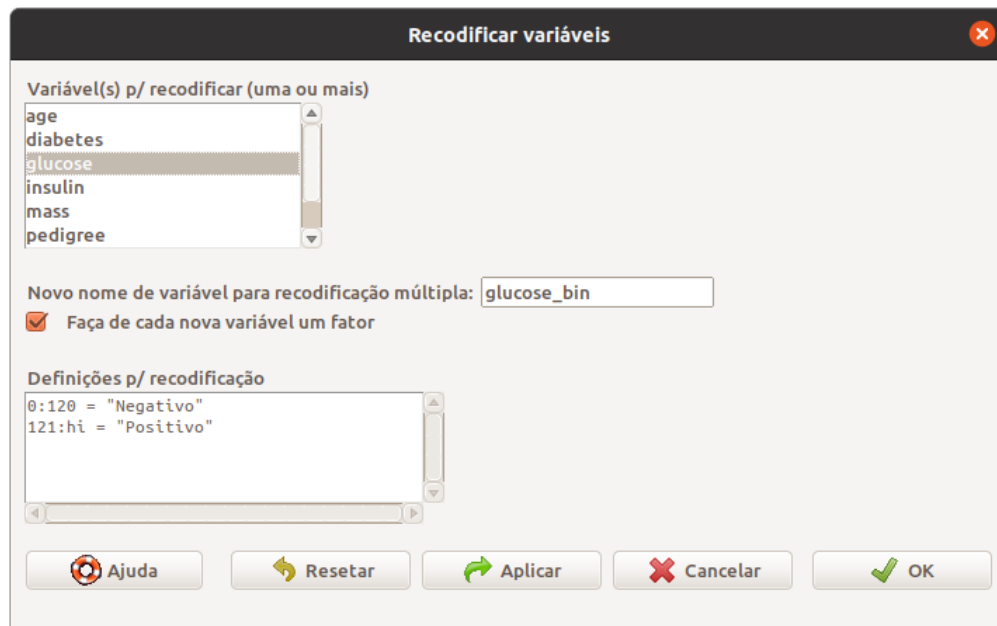 Recodificar variáveis
Variável(s) p/ recodificar (uma ou mais)
age
diabetes
glucose
insulin
mass
pedigree
Novo nome de variável para recodificação múltipla: glucose_bin
Faça de cada nova variável um fator
Definições p/ recodificação
0:120 = "Negativo"
121:hi = "Positivo"
Ajuda Resetar Aplicar Cancelar OK